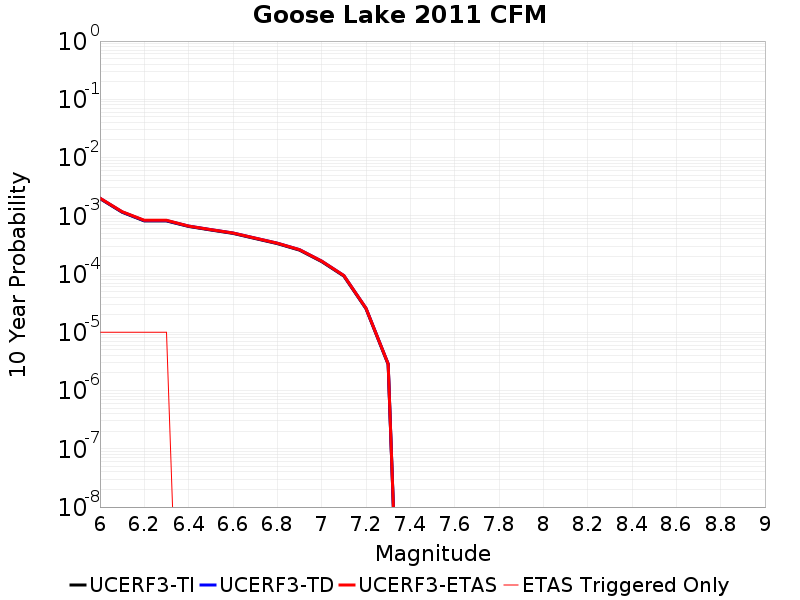 Goose Lake 2011 CFM
10 Year Probability
10^0
10^-1
10^-2
10^-3
10^-4
10^-5
10^-6
10^-7
10^-8
6 6.2 6.4 6.6 6.8 7 7.2 7.4 7.6 7.8 8 8.2 8.4 8.6 8.8 9
Magnitude
UCERF3-TI UCERF3-TD UCERF3-ETAS ETAS Triggered Only